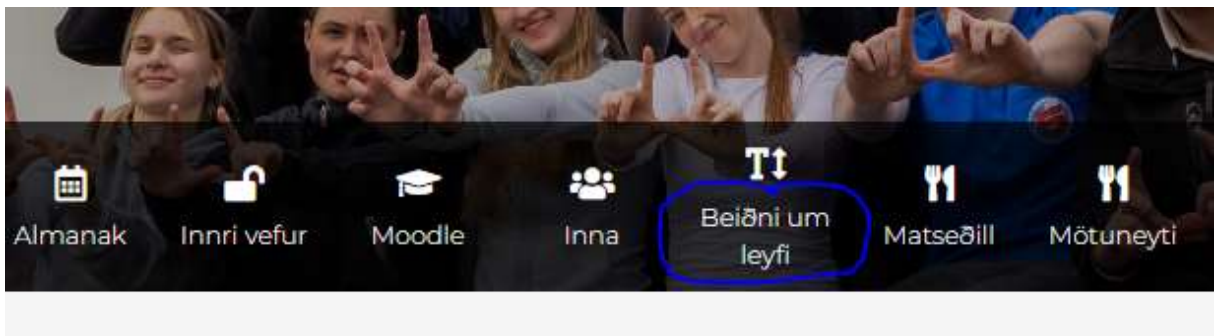 Almanak
Innri vefur
Moodle
Inna
Beiðni um
leyfi
Matseðill
Mötuneyti